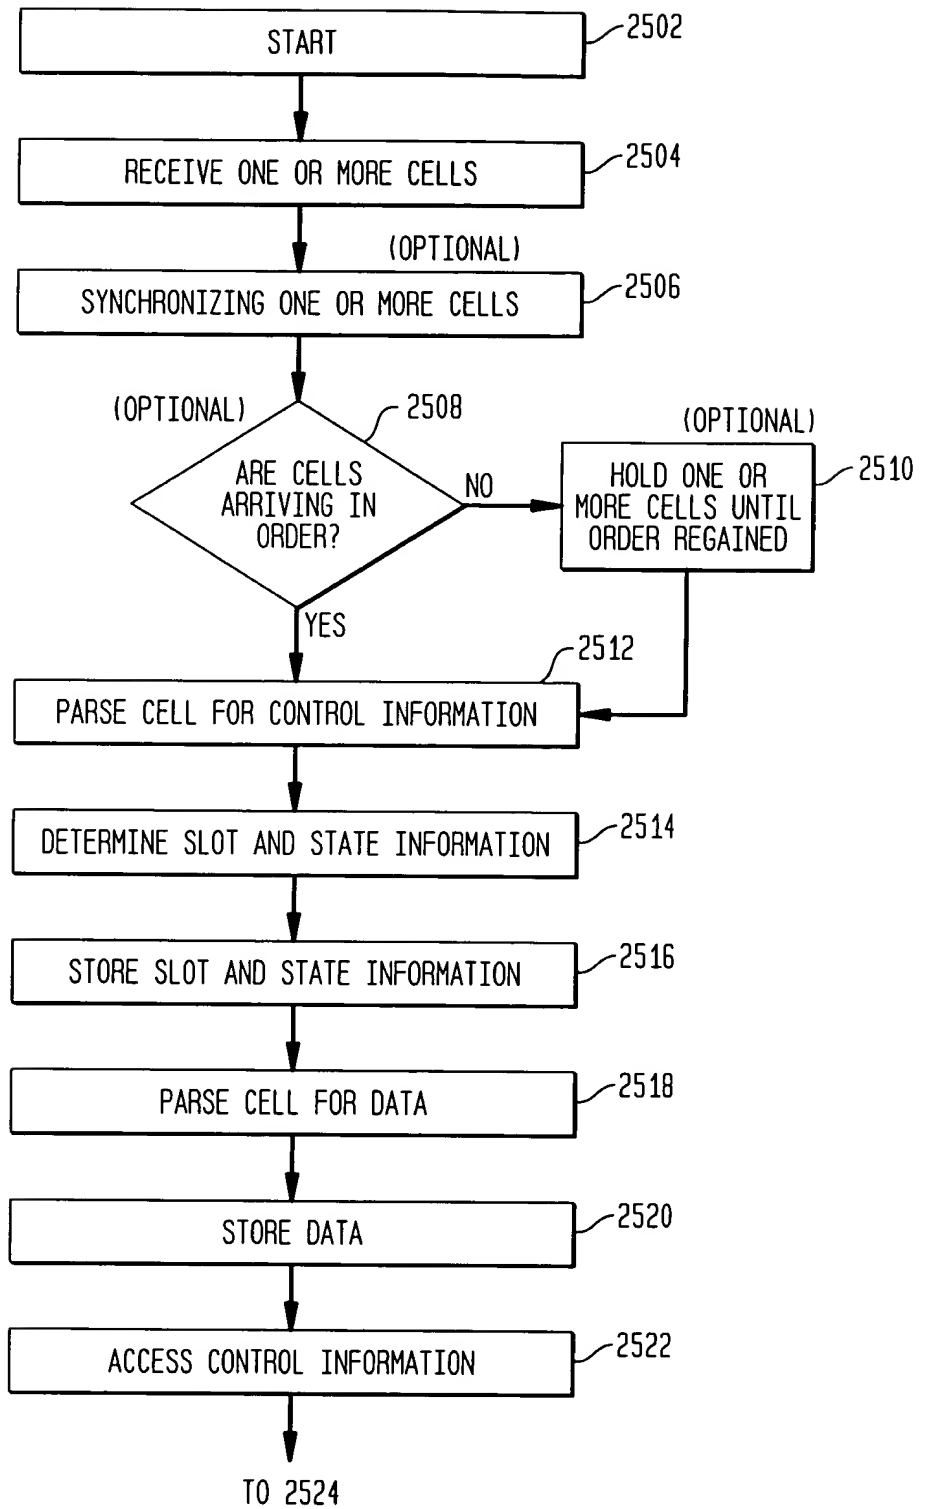 START
2502
RECEIVE ONE OR MORE CELLS
2504
(OPTIONAL)
SYNCHRONIZING ONE OR MORE CELLS
2506
(OPTIONAL)
2508
ARE CELLS
ARRIVING IN
ORDER?
NO
YES
(OPTIONAL)
HOLD ONE OR
MORE CELLS UNTIL
ORDER REGAINED
2510
2512
PARSE CELL FOR CONTROL INFORMATION
DETERMINE SLOT AND STATE INFORMATION
2514
STORE SLOT AND STATE INFORMATION
2516
PARSE CELL FOR DATA
2518
STORE DATA
2520
ACCESS CONTROL INFORMATION
2522
TO 2524